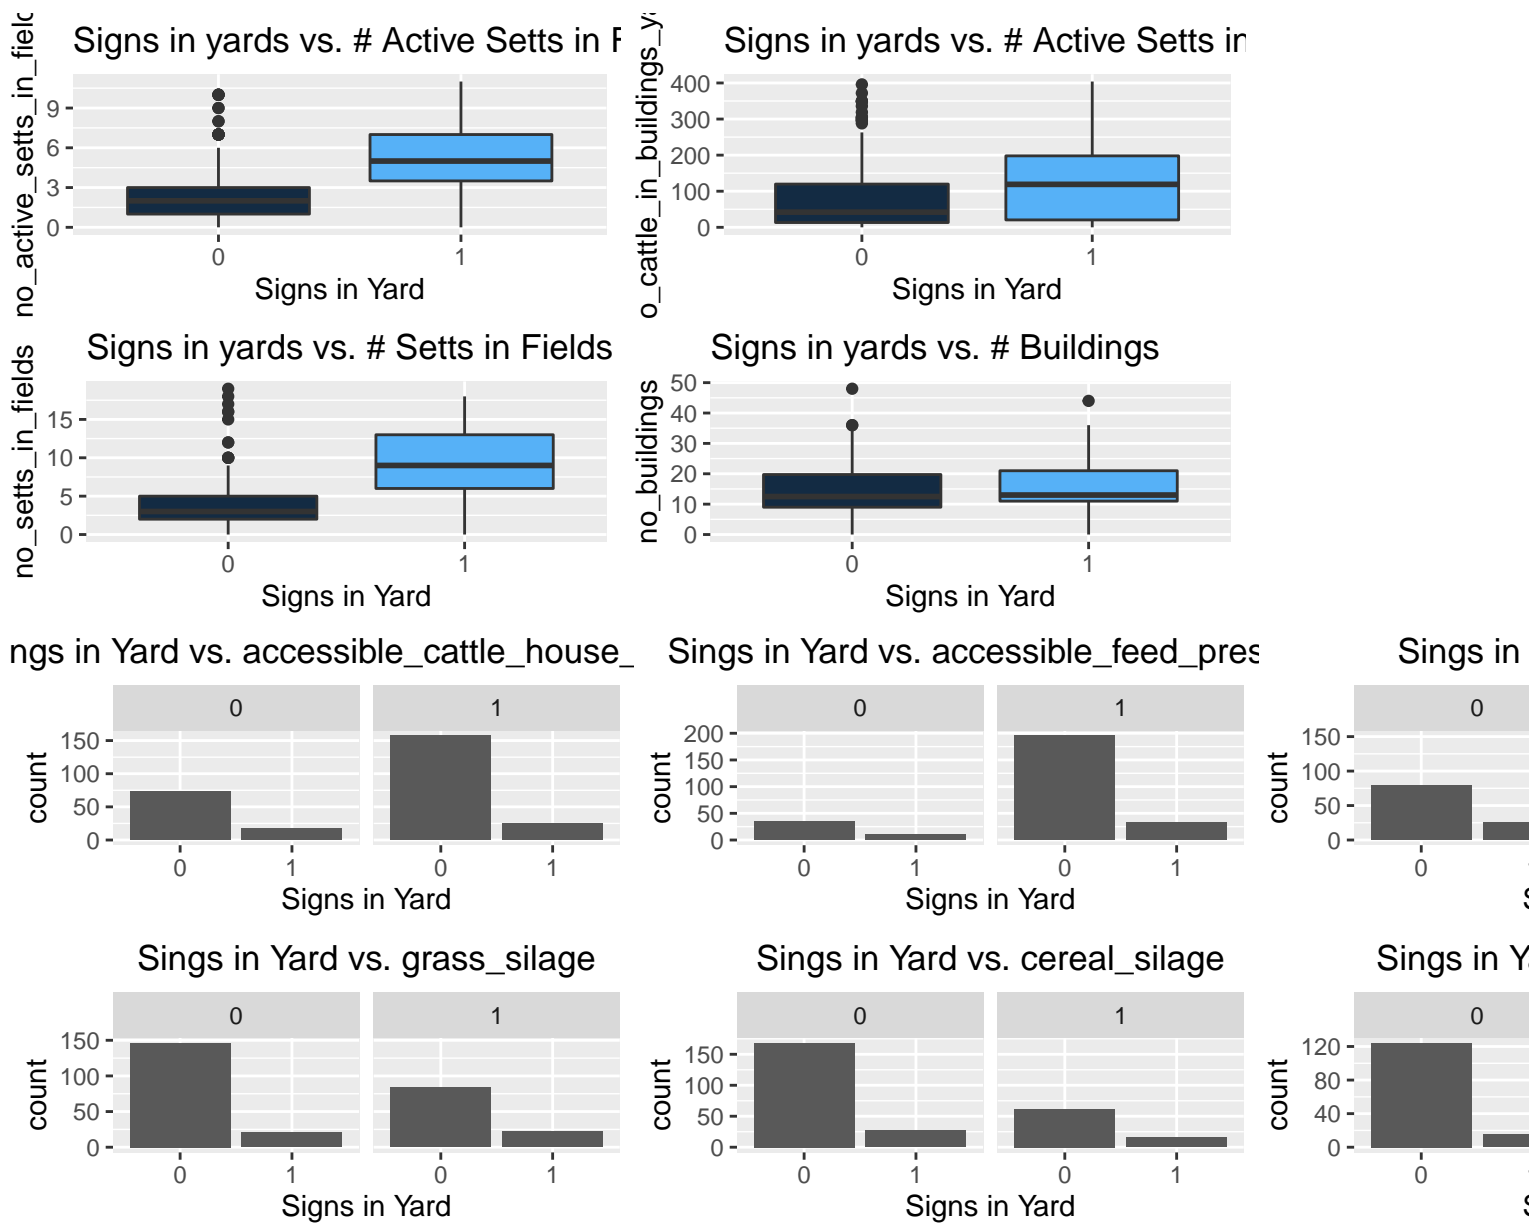 Signs in yards vs. # Active Setts in F
no_active_setts_in_field
9
6
3
0
0 1
Signs in Yard
Signs in yards vs. # Active Setts in
o_cattle_in_buildings_ya
400
300
200
100
0
0 1
Signs in Yard
Signs in yards vs. # Setts in Fields
no_setts_in_fields
15
10
5
0
0 1
Signs in Yard
Signs in yards vs. # Buildings
no_buildings
50
40
30
20
10
0
0 1
Signs in Yard
ngs in Yard vs. accessible_cattle_house_
0 1
count
150
100
50
0
0 1 0 1
Signs in Yard
Sings in Yard vs. accessible_feed_pres
0 1
count
200
150
100
50
0
0 1 0 1
Signs in Yard
Sings in
0
count
150
100
50
0
0
Sings in Yard vs. grass_silage
0 1
count
150
100
50
0
0 1 0 1
Signs in Yard
Sings in Yard vs. cereal_silage
0 1
count
150
100
50
0
0 1 0 1
Signs in Yard
Sings in Y
0
count
120
80
40
0
0